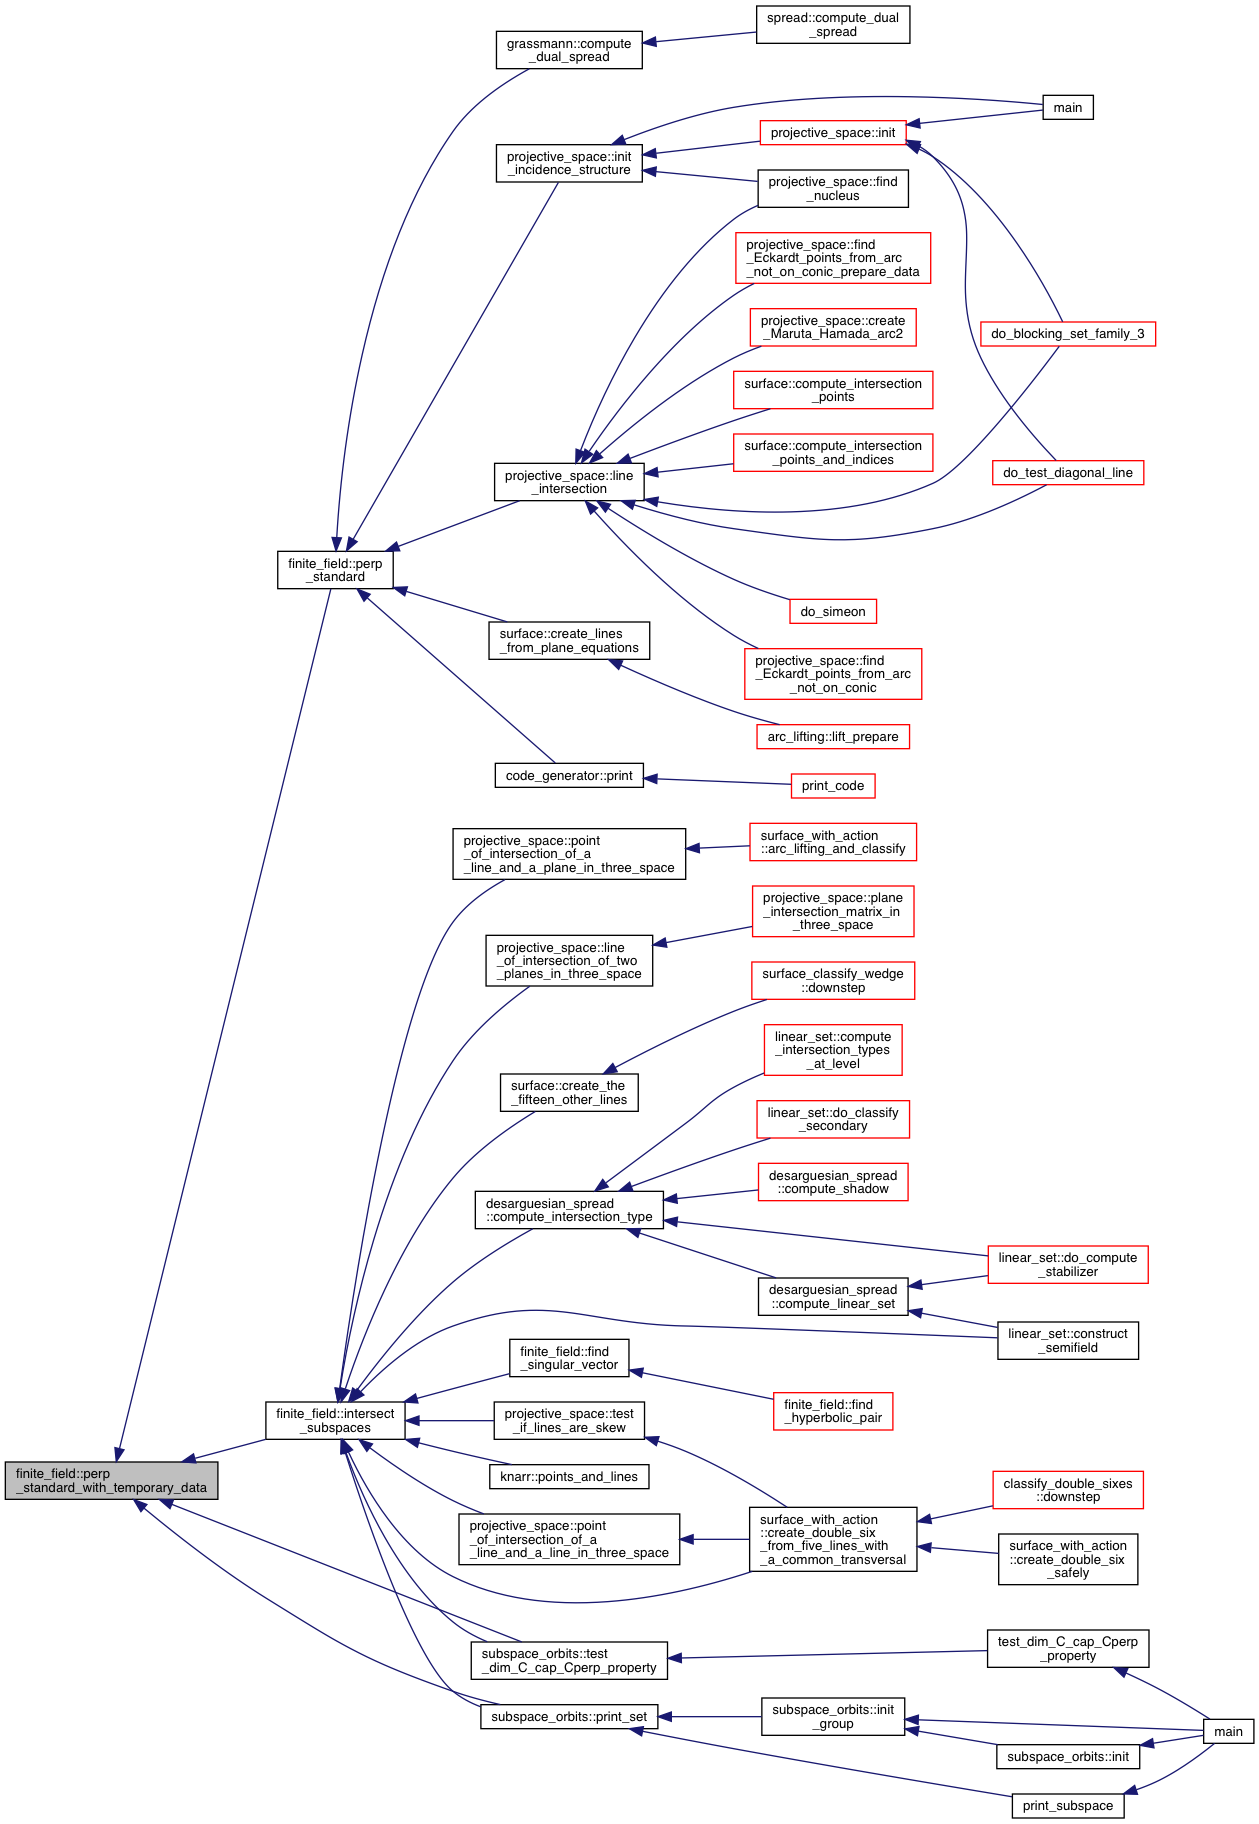 spread::compute_dual
_spread
grassmann::compute
_dual_spread
main
projective_space::init
projective_space::init
_incidence_structure
projective_space::find
_nucleus
projective_space::find
_Eckardt_points_from_arc
_not_on_conic_prepare_data
projective_space::create
_Maruta_Hamada_arc2
do_blocking_set_family_3
surface::compute_intersection
_points
surface::compute_intersection
_points_and_indices
do_test_diagonal_line
projective_space::line
_intersection
finite_field::perp
_standard
do_simeon
surface::create_lines
_from_plane_equations
projective_space::find
_Eckardt_points_from_arc
_not_on_conic
arc_lifting::lift_prepare
code_generator::print
print_code
projective_space::point
_of_intersection_of_a
_line_and_a_plane_in_three_space
surface_with_action
::arc_lifting_and_classify
projective_space::plane
_intersection_matrix_in
_three_space
projective_space::line
_of_intersection_of_two
_planes_in_three_space
surface_classify_wedge
::downstep
linear_set::compute
_intersection_types
_at_level
surface::create_the
_fifteen_other_lines
linear_set::do_classify
_secondary
desarguesian_spread
::compute_shadow
desarguesian_spread
::compute_intersection_type
linear_set::do_compute
_stabilizer
desarguesian_spread
::compute_linear_set
linear_set::construct
_semifield
finite_field::find
_singular_vector
finite_field::find
_hyperbolic_pair
finite_field::intersect
_subspaces
projective_space::test
_if_lines_are_skew
finite_field::perp
_standard_with_temporary_data
knarr::points_and_lines
classify_double_sixes
::downstep
projective_space::point
_of_intersection_of_a
_line_and_a_line_in_three_space
surface_with_action
::create_double_six
_from_five_lines_with
_a_common_transversal
surface_with_action
::create_double_six
_safely
subspace_orbits::test
_dim_C_cap_Cperp_property
test_dim_C_cap_Cperp
_property
subspace_orbits::print_set
subspace_orbits::init
_group
main
subspace_orbits::init
print_subspace